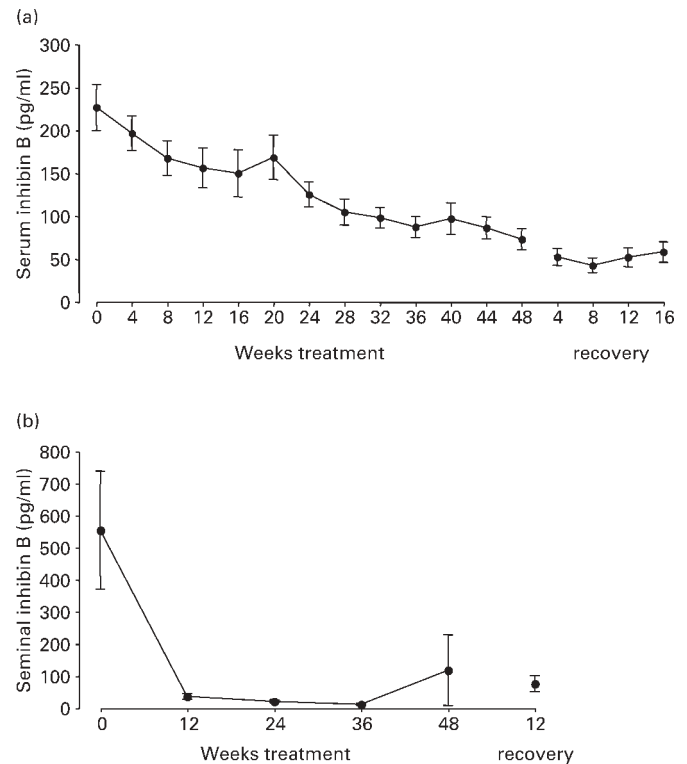 (a)
Serum inhibin B (pg/ml)
300
250
200
150
100
50
0
0 4 8 12 16 20 24 28 32 36 40 44 48 4 8 12 16
Weeks treatment recovery
(b)
Seminal inhibin B (pg/ml)
800
700
600
500
400
300
200
100
0
0 12 24 36 48 12
Weeks treatment recovery